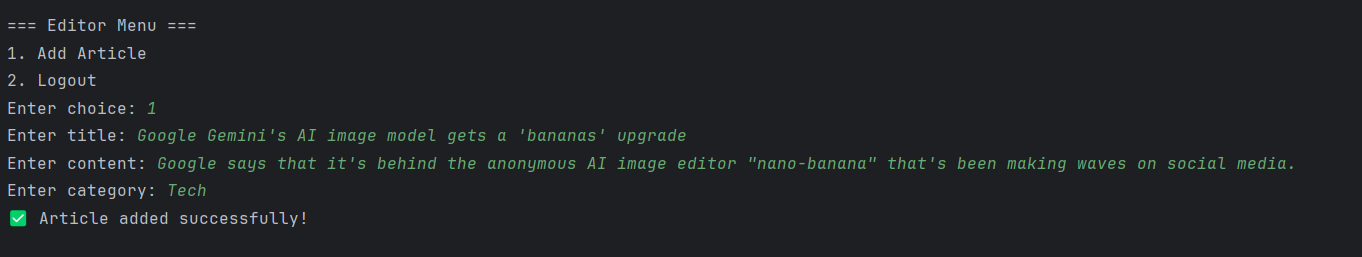 === Editor Menu ===
1. Add Article
2. Logout
Enter choice: 1
Enter title: Google Gemini's AI image model gets a 'bananas' upgrade
Enter content: Google says that it's behind the anonymous AI image editor "nano-banana" that's been making waves on social media.
Enter category: Tech
✅ Article added successfully!